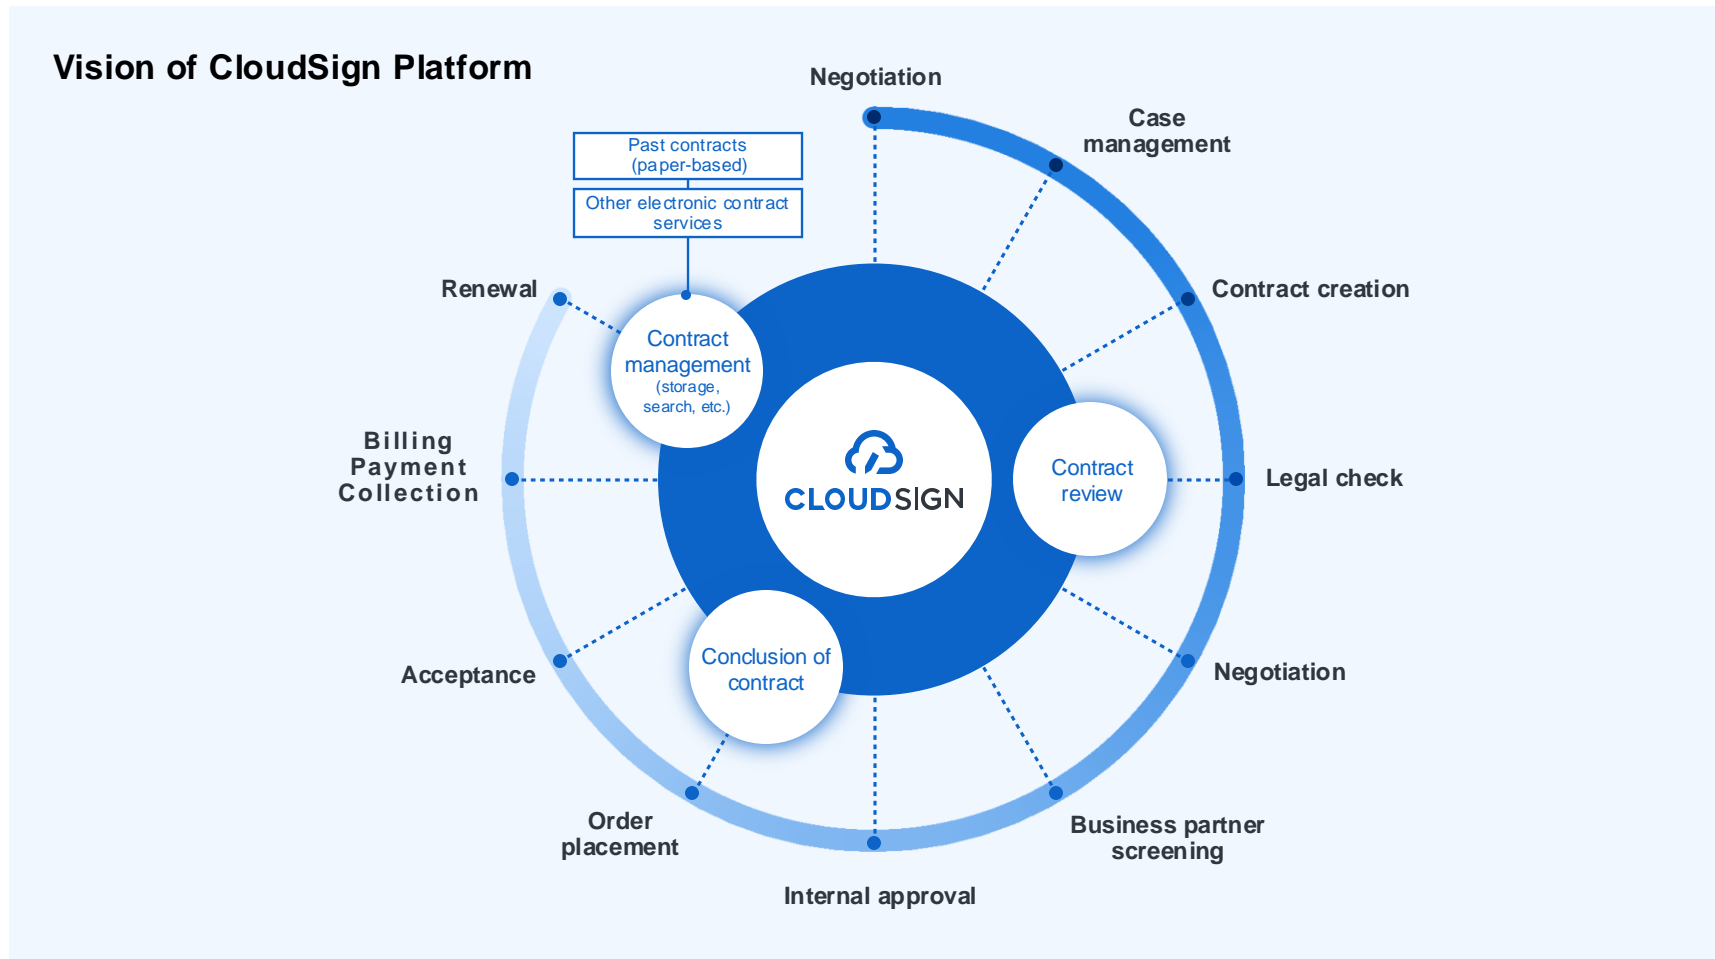 Vision of CloudSign Platform
Negotiation
Case
management
Past contracts
(paper-based)
Other electronic contract
services
Renewal
Contract creation
Contract
management
(storage,
search, etc.)
Billing
Payment
Collection
CLOUDSIGN
Contract
review
Legal check
Conclusion of
contract
Acceptance
Negotiation
Order
placement
Business partner
screening
Internal approval